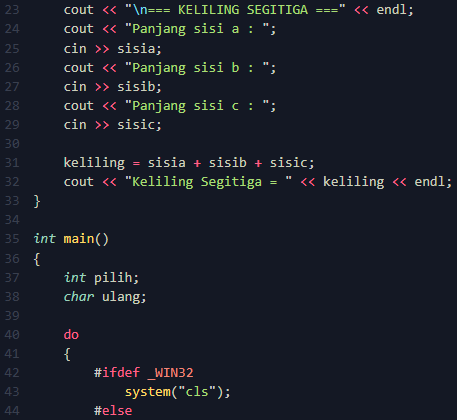 23 cout << "\n=== KELILING SEGITIGA ===" << endl;
24 cout << "Panjang sisi a : ";
25 cin >> sisia;
26 cout << "Panjang sisi b : ";
27 cin >> sisib;
28 cout << "Panjang sisi c : ";
29 cin >> sisic;
30
31 keliling = sisia + sisib + sisic;
32 cout << "Keliling Segitiga = " << keliling << endl;
33 }
34
35 int main()
36 {
37 int pilih;
38 char ulang;
39
40 do
41 {
42 #ifdef _WIN32
43 system("cls");
44 #else